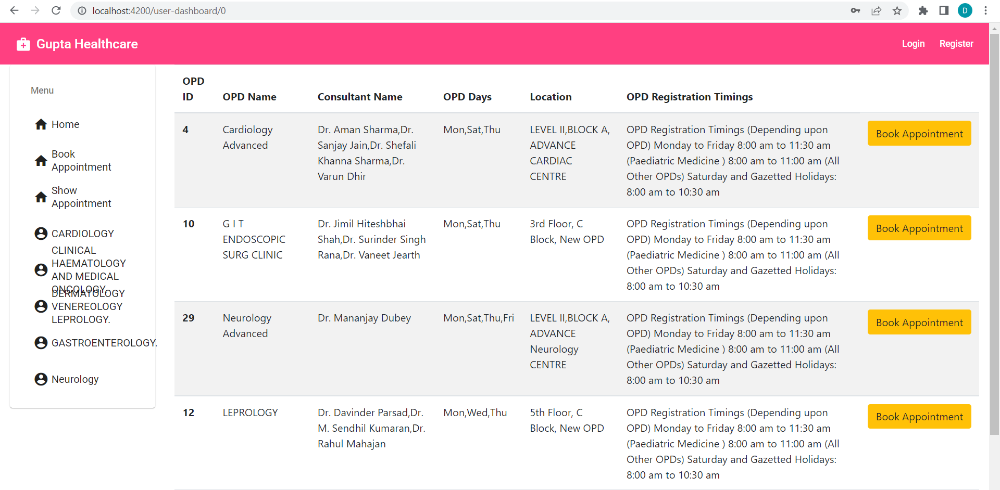 localhost:4200/user-dashboard/0
D
Gupta Healthcare
Login
Register
Menu
Home
Book
Appointment
Show
Appointment
CARDIOLOGY
CLINICAL
HAEMATOLOGY
AND MEDICAL
ONCOLOGY.
DERMATOLOGY
VENEREOLOGY
LEPROLOGY.
GASTROENTEROLOGY.
Neurology
OPD
ID
OPD Name
Consultant Name
OPD Days
Location
OPD Registration Timings
4
Cardiology
Advanced
Dr. Aman Sharma,Dr.
Sanjay Jain,Dr. Shefali
Khanna Sharma,Dr.
Varun Dhir
Mon,Sat,Thu
LEVEL II,BLOCK A,
ADVANCE
CARDIAC
CENTRE
OPD Registration Timings (Depending upon
OPD) Monday to Friday 8:00 am to 11:30 am
(Paediatric Medicine ) 8:00 am to 11:00 am (All
Other OPDs) Saturday and Gazetted Holidays:
8:00 am to 10:30 am
Book Appointment
10
G I T
ENDOSCOPIC
SURG CLINIC
Dr. Jimil Hiteshbhai
Shah,Dr. Surinder Singh
Rana,Dr. Vaneet Jearth
Mon,Sat,Thu
3rd Floor, C
Block, New OPD
OPD Registration Timings (Depending upon
OPD) Monday to Friday 8:00 am to 11:30 am
(Paediatric Medicine ) 8:00 am to 11:00 am (All
Other OPDs) Saturday and Gazetted Holidays:
8:00 am to 10:30 am
Book Appointment
29
Neurology
Advanced
Dr. Mananjay Dubey
Mon,Sat,Thu,Fri
LEVEL II,BLOCK A,
ADVANCE
Neurology
CENTRE
OPD Registration Timings (Depending upon
OPD) Monday to Friday 8:00 am to 11:30 am
(Paediatric Medicine ) 8:00 am to 11:00 am (All
Other OPDs) Saturday and Gazetted Holidays:
8:00 am to 10:30 am
Book Appointment
12
LEPROLOGY
Dr. Davinder Parsad,Dr.
M. Sendhil Kumaran,Dr.
Rahul Mahajan
Mon,Wed,Thu
5th Floor, C
Block, New OPD
OPD Registration Timings (Depending upon
OPD) Monday to Friday 8:00 am to 11:30 am
(Paediatric Medicine ) 8:00 am to 11:00 am (All
Other OPDs) Saturday and Gazetted Holidays:
8:00 am to 10:30 am
Book Appointment